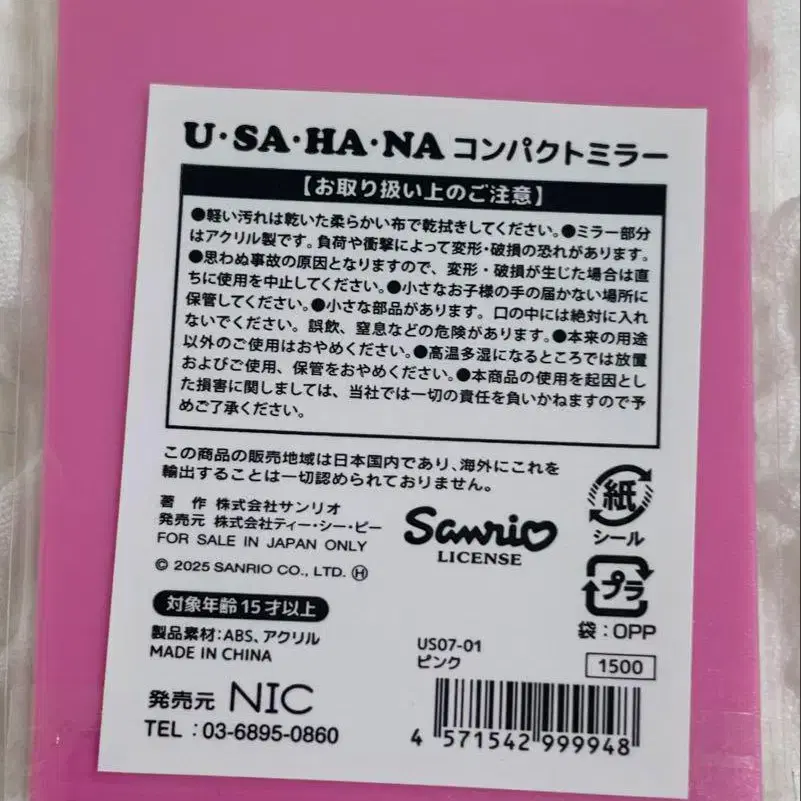 U・SA・HA・NA コンパクトミラー
【お取り扱い上のご注意】
●軽い汚れは乾いた柔らかい布で乾拭きしてください。●ミラー部分
はアクリル製です。負荷や衝撃によって変形・破損の恐れがあります。
●思わぬ事故の原因となりますので、変形・破損が生じた場合は直
ちに使用を中止してください。●小さなお子様の手の届かない場所に
保管してください。●小さな部品があります。口の中には絶対に入れ
ないでください。誤飲、窒息などの危険があります。●本来の用途
以外のご使用はおやめください。●高温多湿になるところでは放置
およびご使用、保管をおやめください。●本商品の使用を起因とし
た損害に関しましては、当社では一切の責任を負いかねますので予
めご了承ください。
この商品の販売地域は日本国内であり、海外にこれを
輸出することは一切認められておりません。
著 作 株式会社サンリオ
発売元 株式会社ティー・シー・ピー
FOR SALE IN JAPAN ONLY
© 2025 SANRIO CO., LTD. Ⓗ
Sanrio
LICENSE
紙
シール
プラ
袋:OPP
対象年齢15才以上
製品素材:ABS、アクリル
MADE IN CHINA
発売元 NIC
TEL:03-6895-0860
US07-01
ピンク
1500
4 571542 999948